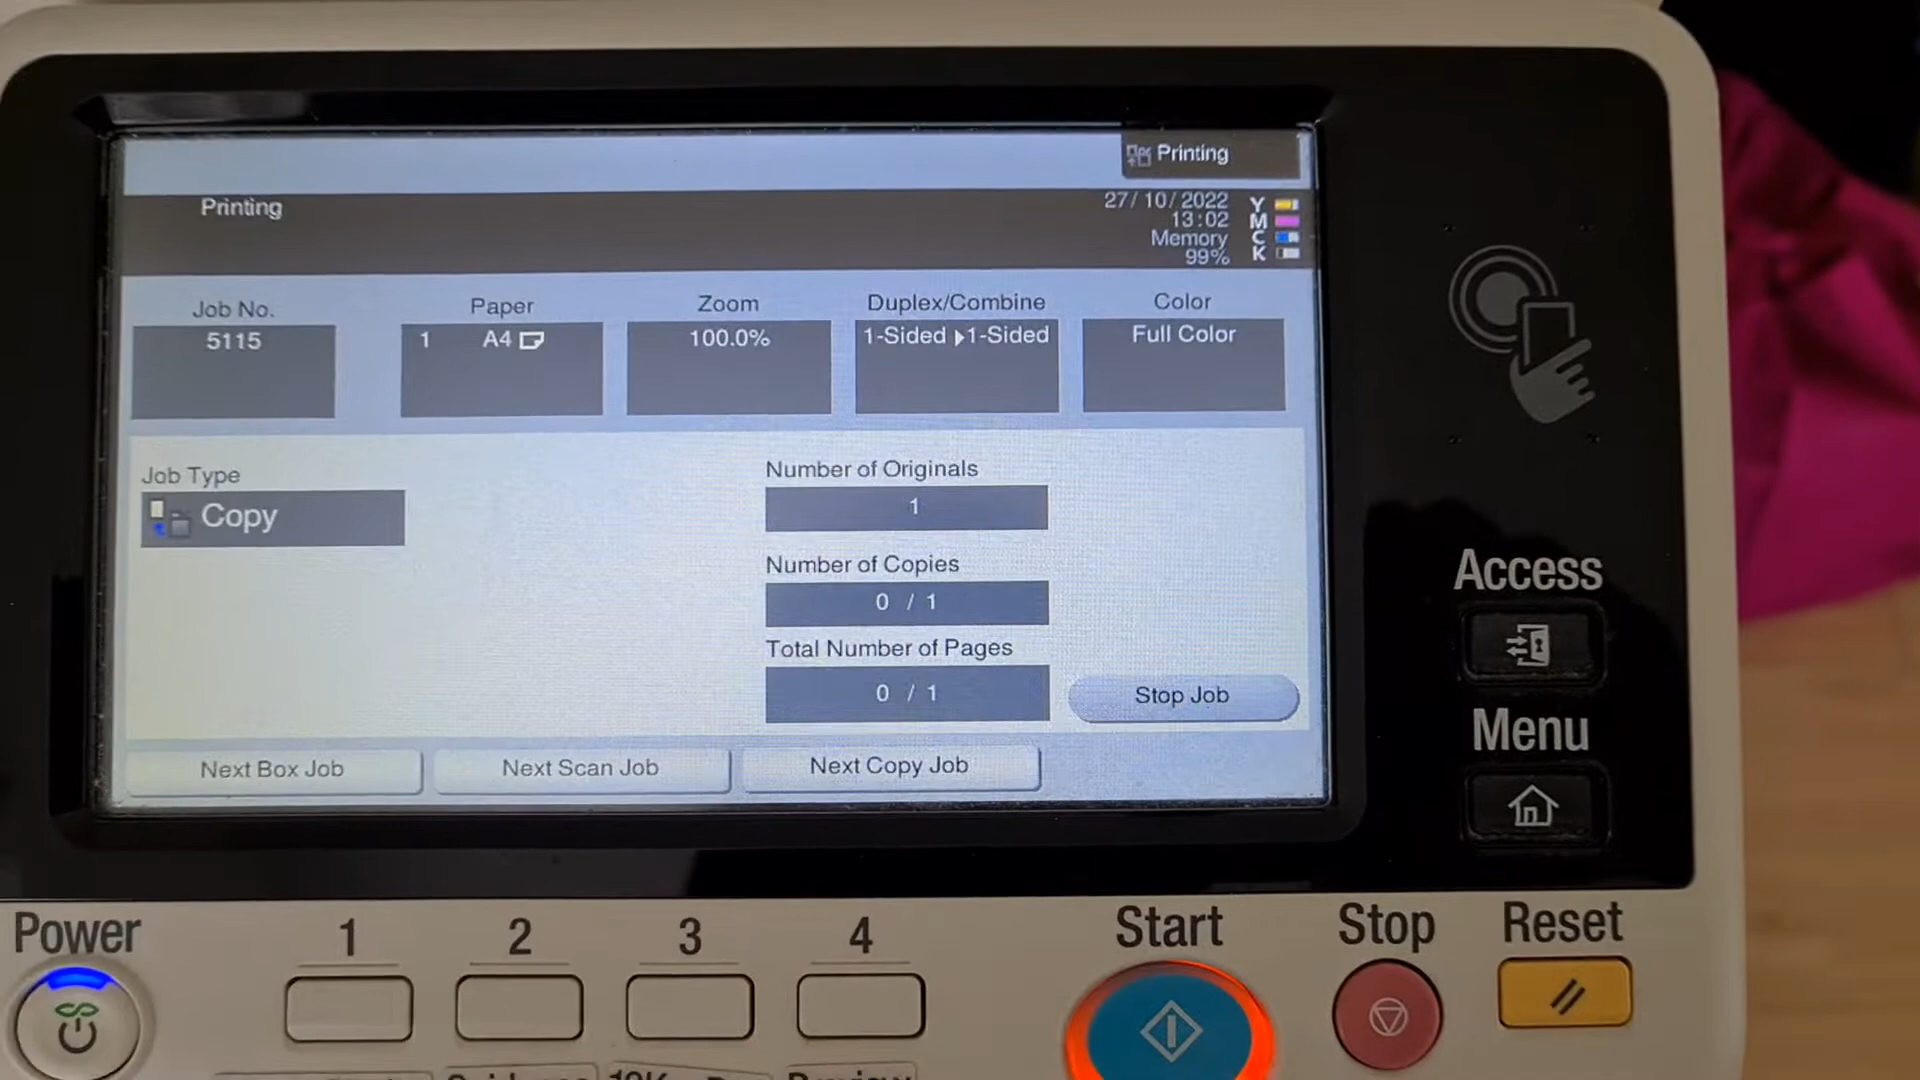 Printing
Printing
27/10/2022
13:02
Memory
99%
Y
M
C
K
Job No.
5115
Paper
1 A4
Zoom
100.0%
Duplex/Combine
1-Sided ▶1-Sided
Color
Full Color
Job Type
Copy
Number of Originals
1
Number of Copies
0 / 1
Total Number of Pages
0 / 1
Stop Job
Next Box Job
Next Scan Job
Next Copy Job
Access
Menu
Power
1
2
3
4
Start
Stop
Reset